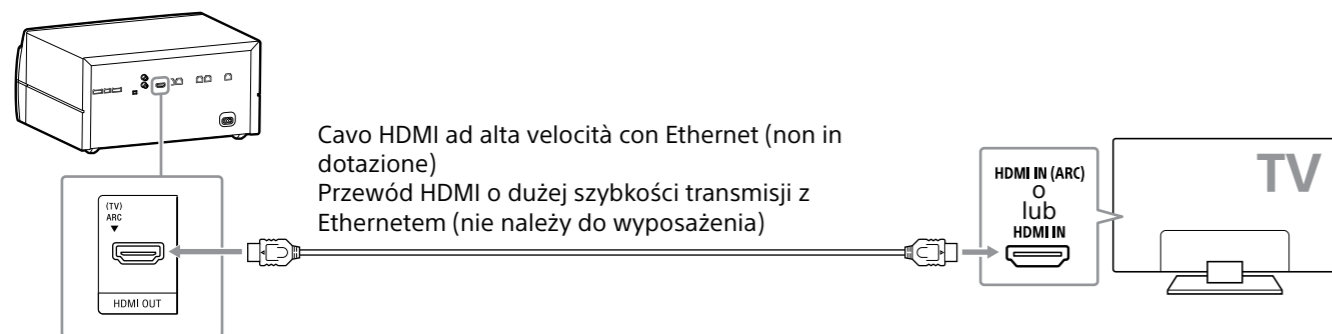 Cavo HDMI ad alta velocità con Ethernet (non in
dotazione)
Przewód HDMI o dużej szybkości transmisji z
Ethernetem (nie należy do wyposażenia)
(TV)
ARC
HDMI OUT
HDMI IN (ARC)
o
lub
HDMI IN
TV